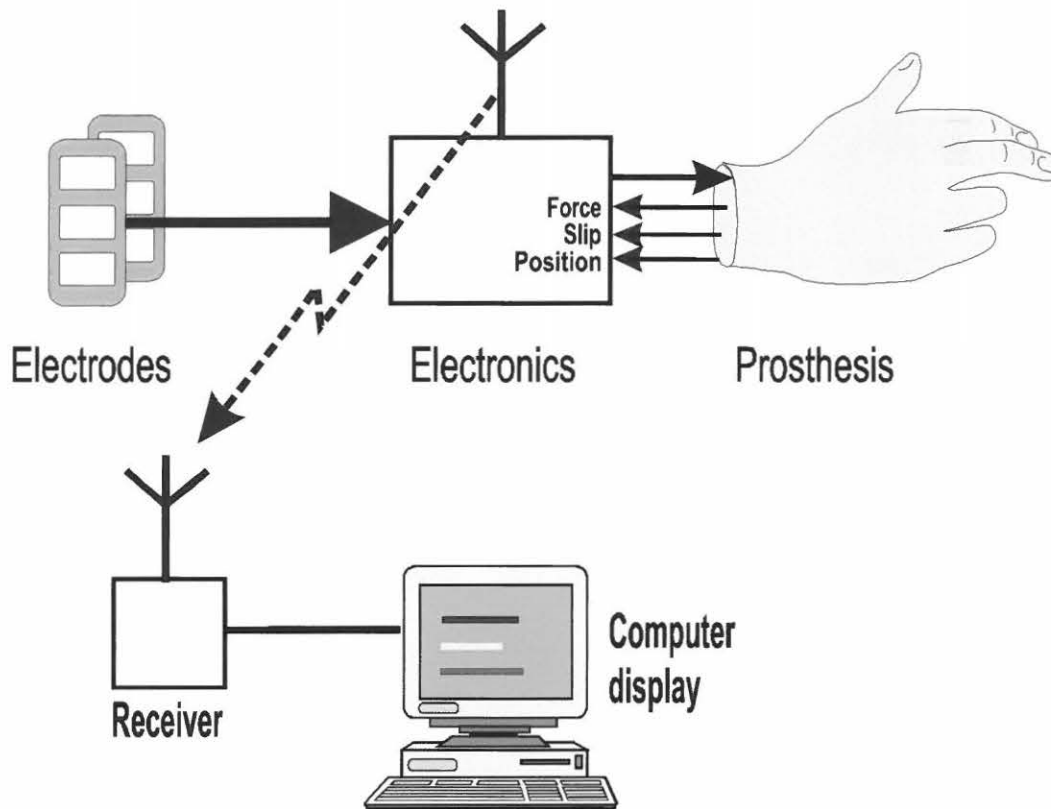 Force
Slip
Position
Electrodes
Electronics
Prosthesis
Computer
display
Receiver